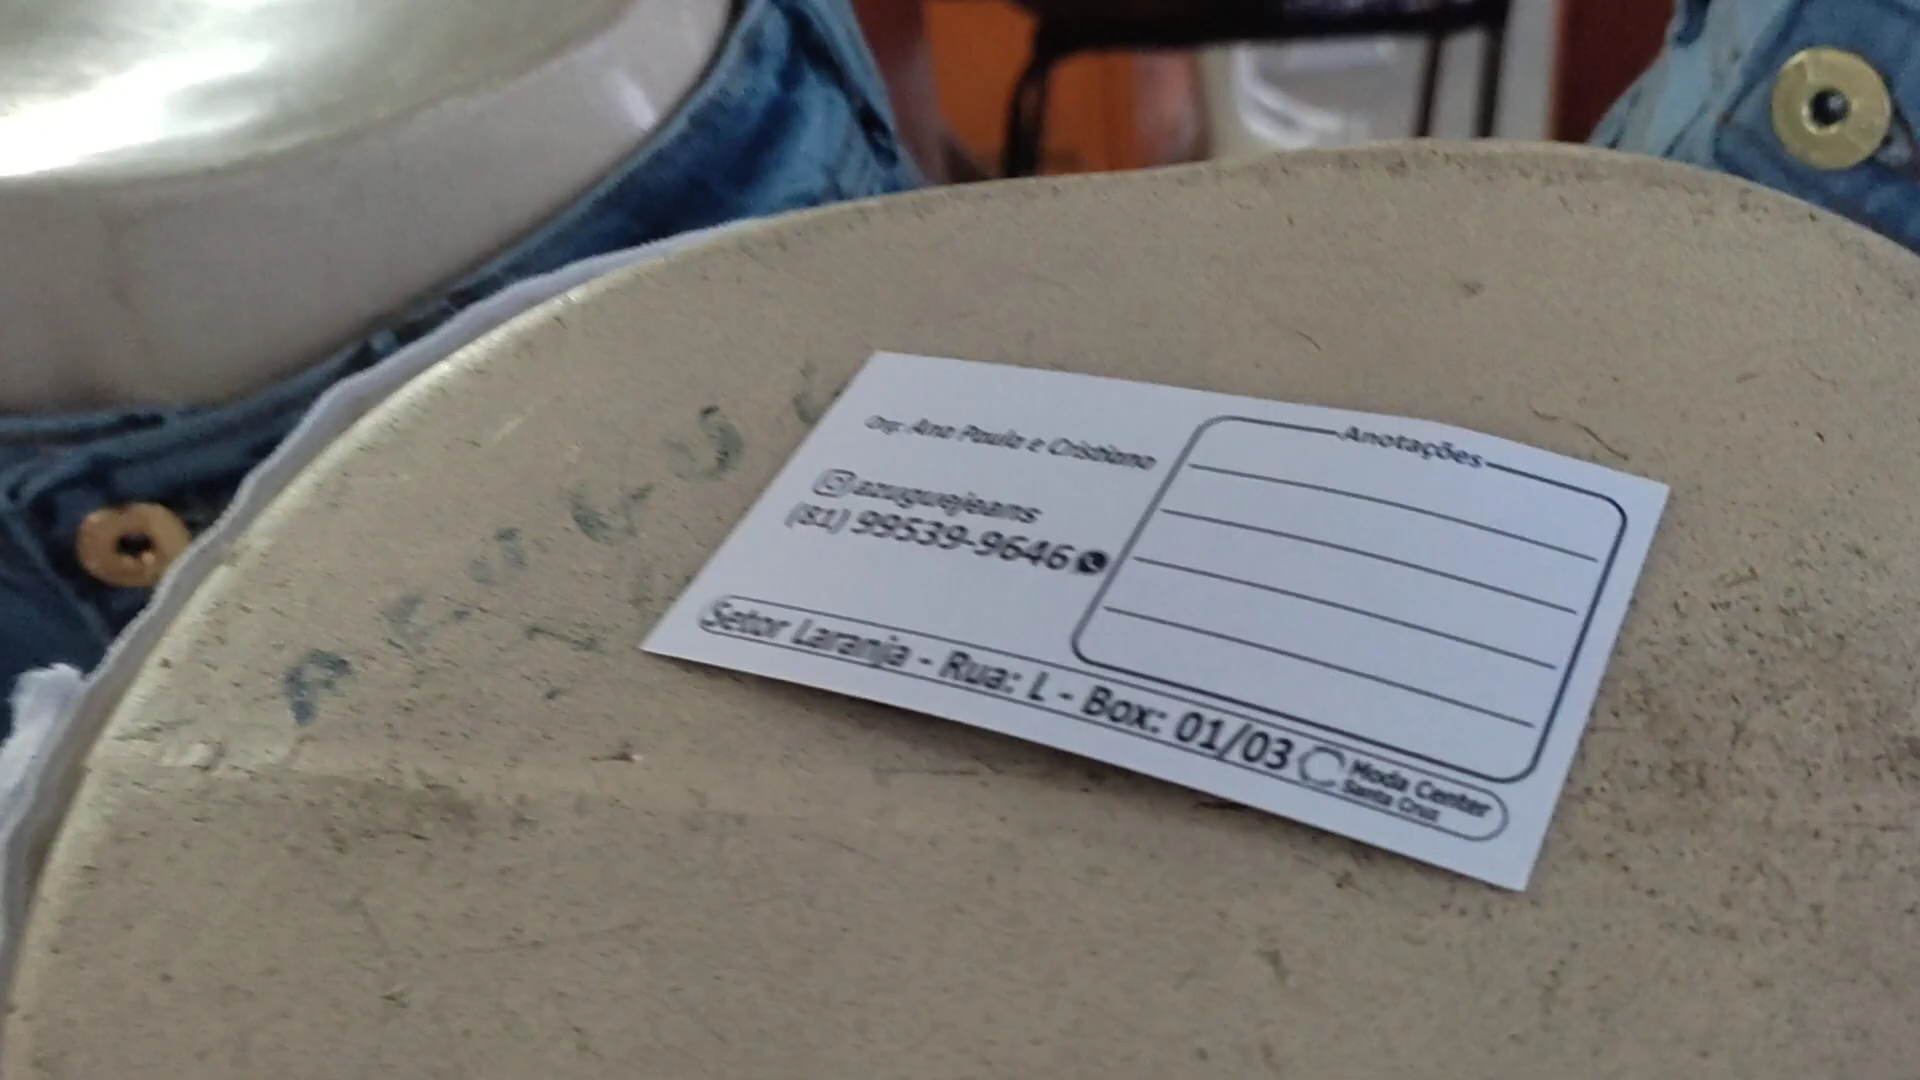 Org: Ana Paula e Cristiano
azuguejeans
(81) 99539-9646
Anotações
Setor Laranja - Rua: L - Box: 01/03
Moda Center
Santa Cruz